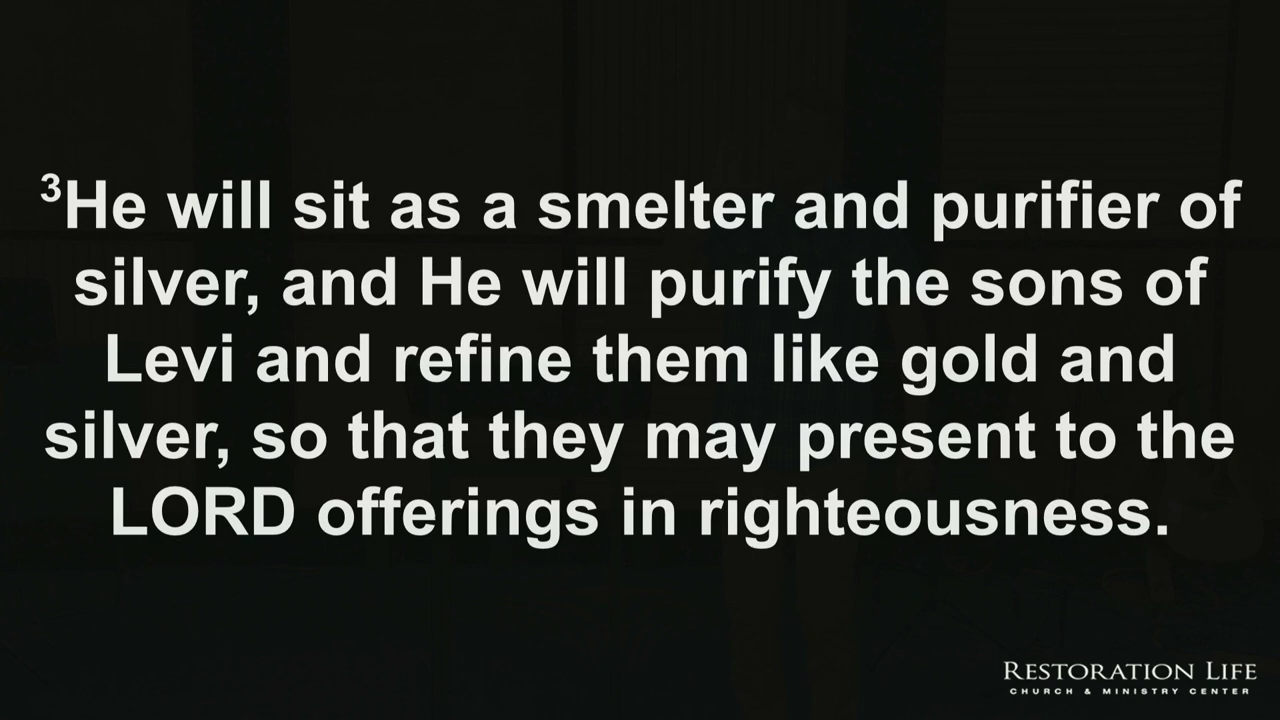 ³He will sit as a smelter and purifier of
silver, and He will purify the sons of
Levi and refine them like gold and
silver, so that they may present to the
LORD offerings in righteousness.
RESTORATION LIFE
CHURCH & MINISTRY CENTER